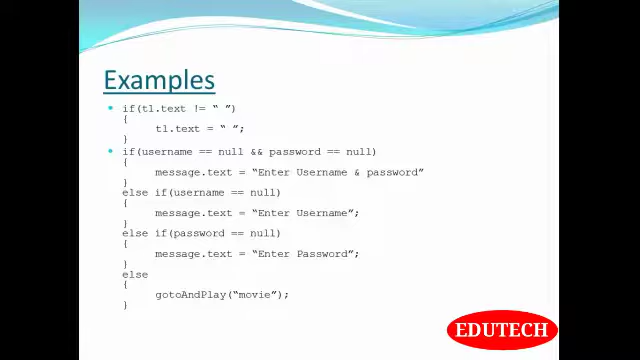 Examples
• if(t1.text != “ ”)
{
t1.text = “ ”;
}
• if(username == null && password == null)
{
message.text = “Enter Username & password”
}
else if(username == null)
{
message.text = “Enter Username”;
}
else if(password == null)
{
message.text = “Enter Password”;
}
else
{
gotoAndPlay(“movie”);
}
EDUTECH